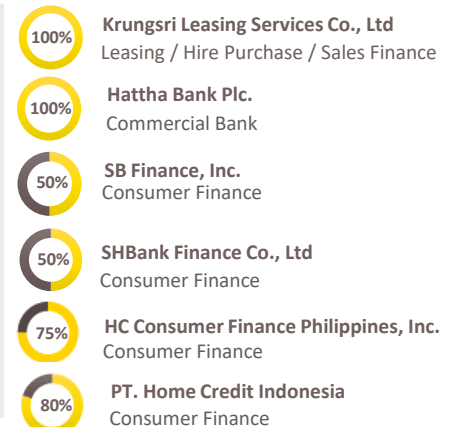 100%
Krungsri Leasing Services Co., Ltd
Leasing / Hire Purchase / Sales Finance
100%
Hattha Bank Plc.
Commercial Bank
50%
SB Finance, Inc.
Consumer Finance
50%
SHBank Finance Co., Ltd
Consumer Finance
75%
HC Consumer Finance Philippines, Inc.
Consumer Finance
80%
PT. Home Credit Indonesia
Consumer Finance